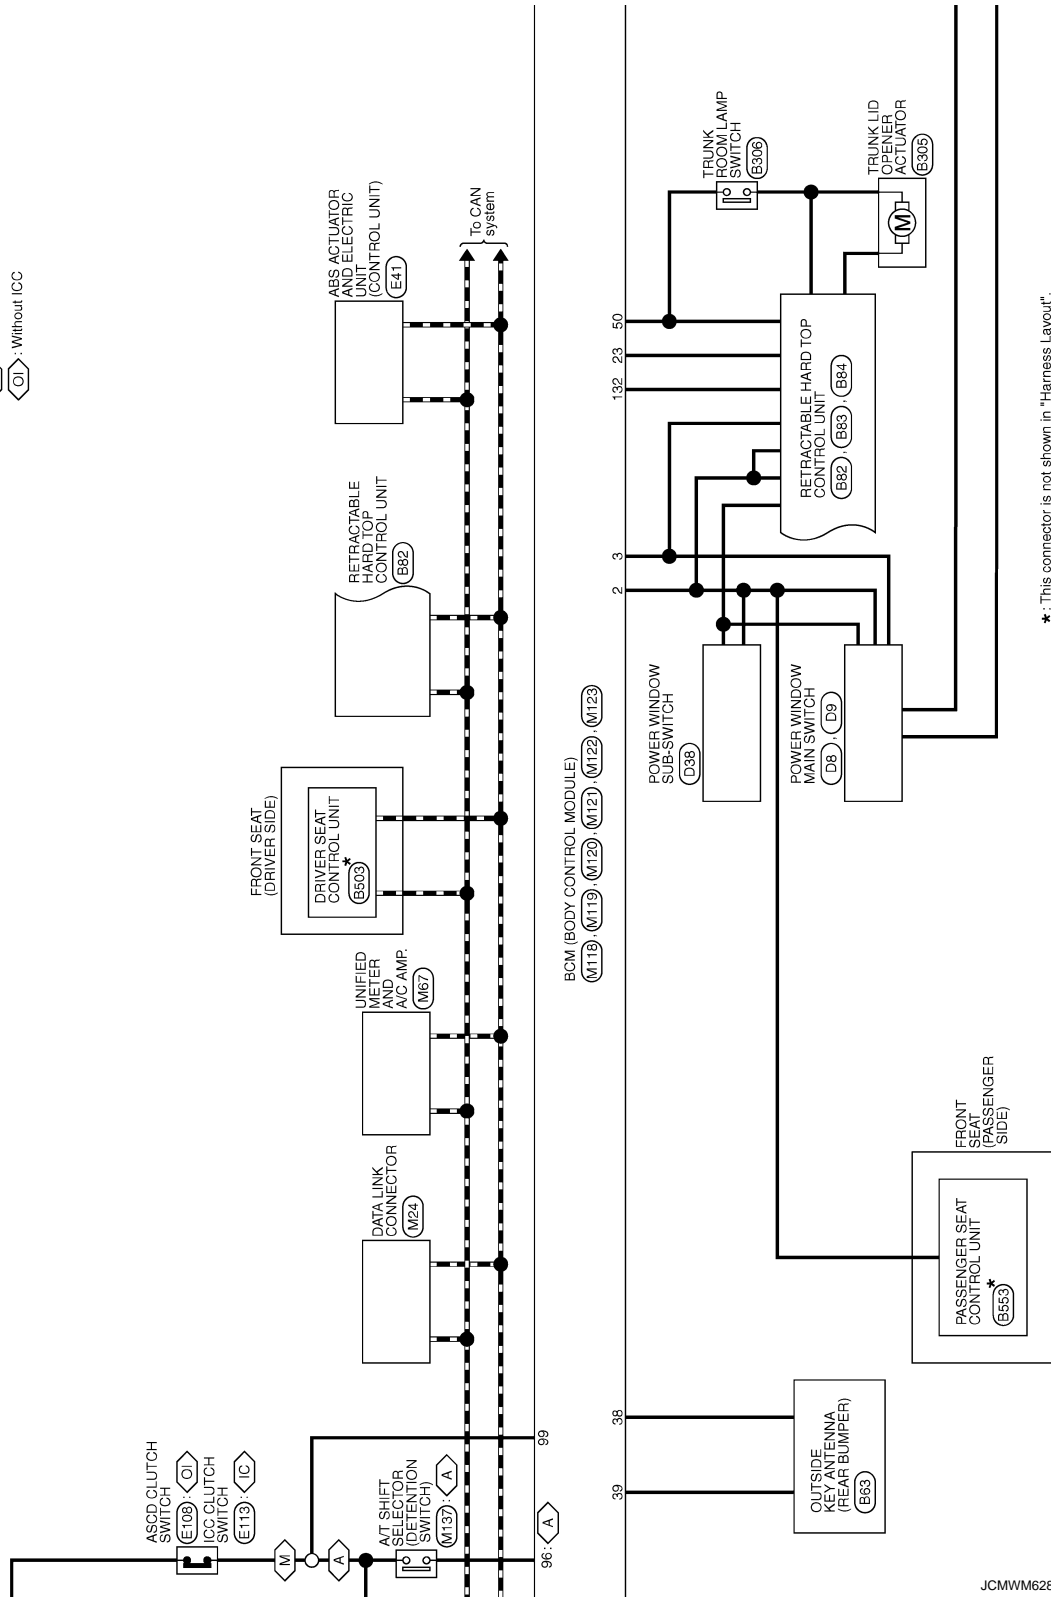 OI : Without ICC
ASCD CLUTCH
SWITCH
E108 : OI
ICC CLUTCH
SWITCH
E113 : IC
M
A
A/T SHIFT
SELECTOR
(DETENTION
SWITCH)
M137 : A
DATA LINK
CONNECTOR
M24
UNIFIED
METER
AND
A/C AMP.
M67
FRONT SEAT
(DRIVER SIDE)
DRIVER SEAT
CONTROL UNIT
*
B503
RETRACTABLE
HARD TOP
CONTROL UNIT
B82
ABS ACTUATOR
AND ELECTRIC
UNIT
(CONTROL UNIT)
E41
To CAN
system
96 : A
99
BCM (BODY CONTROL MODULE)
M118 , M119 , M120 , M121 , M122 , M123
39
38
2
3
132
23
50
OUTSIDE
KEY ANTENNA
(REAR BUMPER)
B63
FRONT
SEAT
(PASSENGER
SIDE)
PASSENGER SEAT
CONTROL UNIT
*
B553
POWER WINDOW
SUB-SWITCH
D38
POWER WINDOW
MAIN SWITCH
D8 , D9
RETRACTABLE HARD TOP
CONTROL UNIT
B82 , B83 , B84
TRUNK
ROOM LAMP
SWITCH
B306
TRUNK LID
OPENER
ACTUATOR
B305
M
* : This connector is not shown in "Harness Layout".
JCMWM628